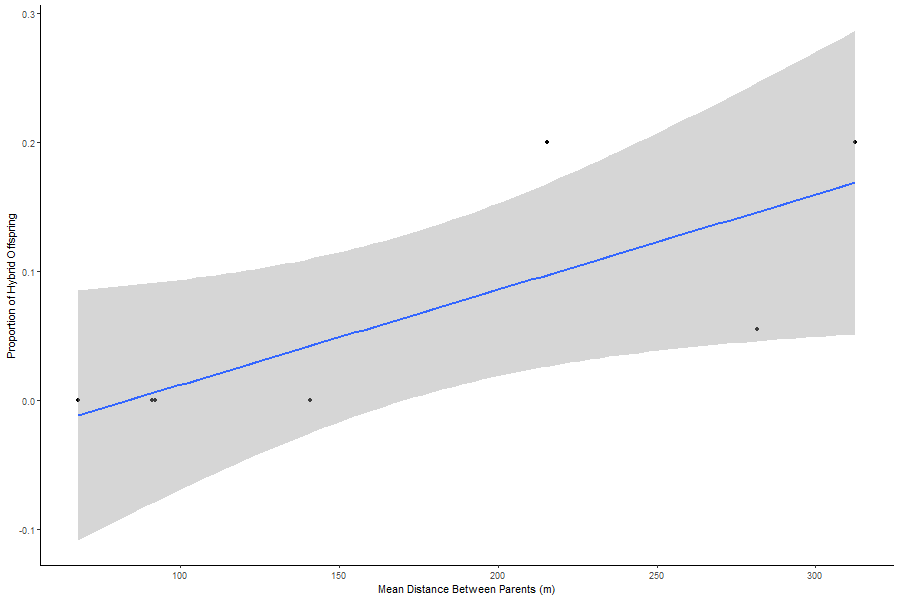 0.3
0.2
0.1
0.0
-0.1
Proportion of Hybrid Offspring
100 150 200 250 300
Mean Distance Between Parents (m)